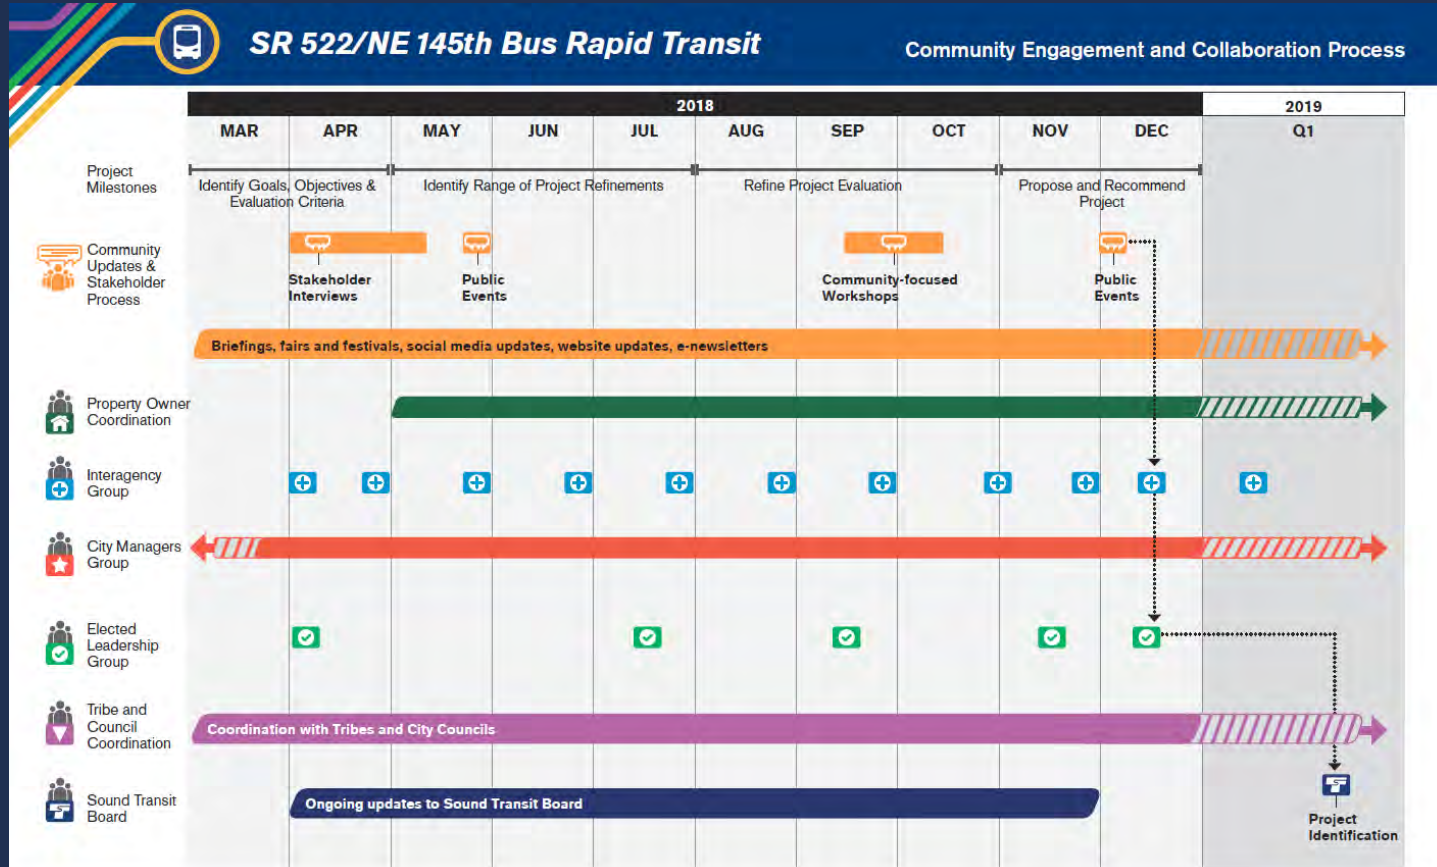 SR 522/NE 145th Bus Rapid Transit
Community Engagement and Collaboration Process
2018
2019
MAR APR MAY JUN JUL AUG SEP OCT NOV DEC Q1
Project
Milestones
Identify Goals, Objectives &
Evaluation Criteria
Identify Range of Project Refinements
Refine Project Evaluation
Propose and Recommend
Project
Community
Updates &
Stakeholder
Process
Stakeholder
Interviews
Public
Events
Community-focused
Workshops
Public
Events
Briefings, fairs and festivals, social media updates, website updates, e-newsletters
Property Owner
Coordination
Interagency
Group
City Managers
Group
Elected
Leadership
Group
Tribe and
Council
Coordination
Coordination with Tribes and City Councils
Sound Transit
Board
Ongoing updates to Sound Transit Board
Project
Identification